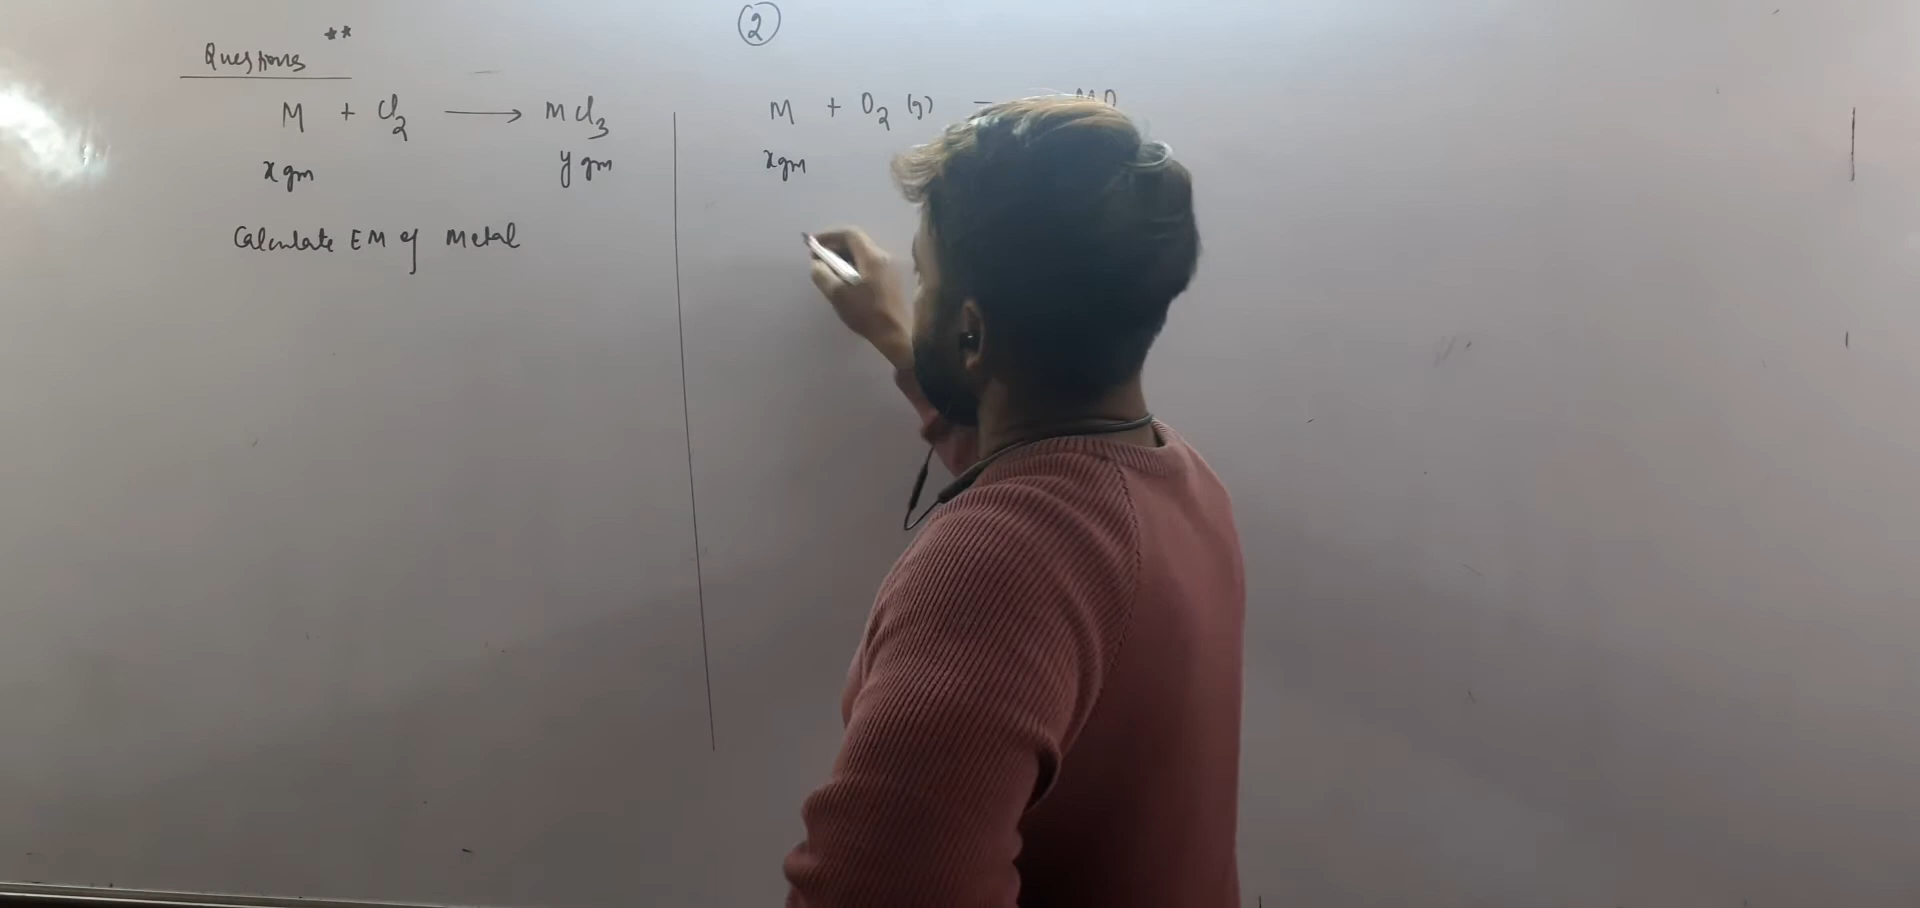 Questions **
M + Cl2 ⟶ MCl3
x gm y gm
Calculate EM of Metal
2
M + O2 (g)
x gm